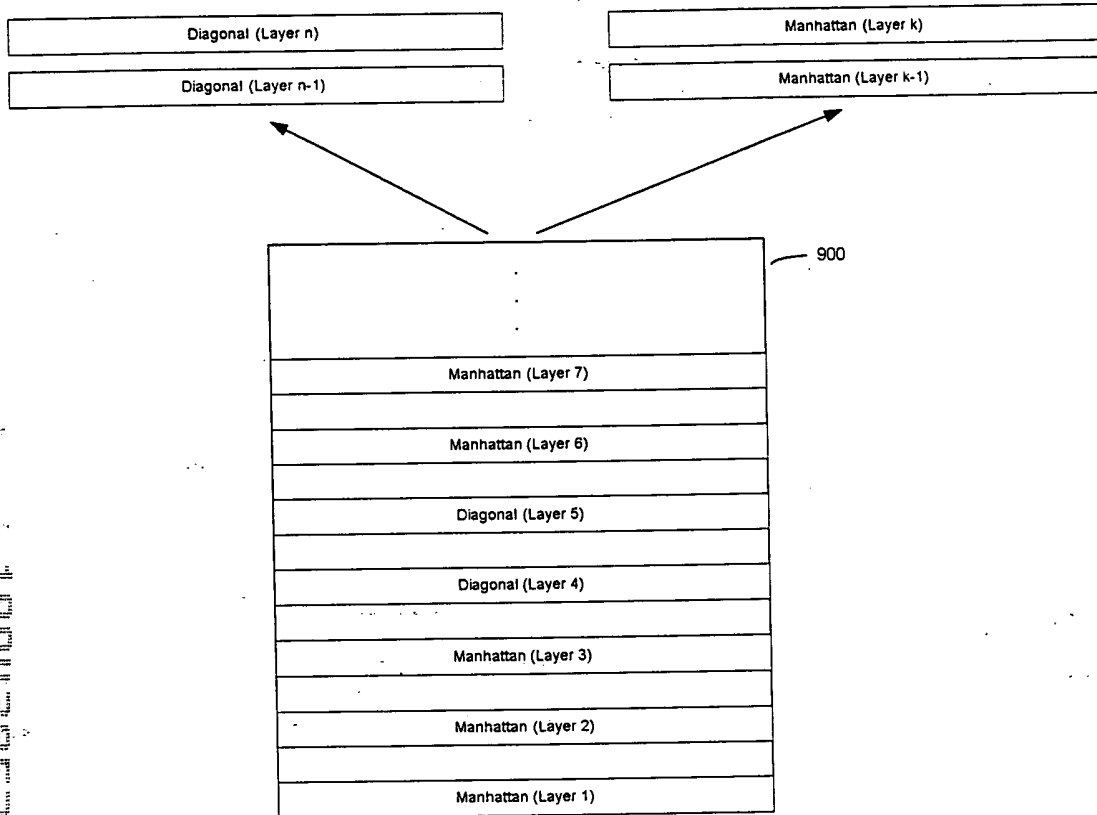 Diagonal (Layer n)
Manhattan (Layer k)
Diagonal (Layer n-1)
Manhattan (Layer k-1)
900
.
.
.
Manhattan (Layer 7)
Manhattan (Layer 6)
Diagonal (Layer 5)
Diagonal (Layer 4)
Manhattan (Layer 3)
Manhattan (Layer 2)
Manhattan (Layer 1)